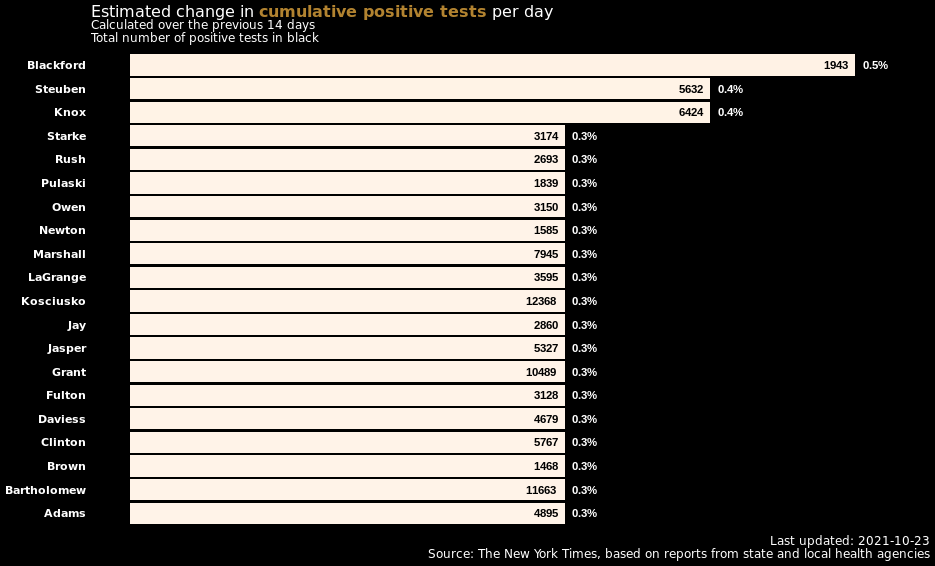 Estimated change in cumulative positive tests per day
Calculated over the previous 14 days
Total number of positive tests in black
Blackford 1943 0.5%
Steuben 5632 0.4%
Knox 6424 0.4%
Starke 3174 0.3%
Rush 2693 0.3%
Pulaski 1839 0.3%
Owen 3150 0.3%
Newton 1585 0.3%
Marshall 7945 0.3%
LaGrange 3595 0.3%
Kosciusko 12368 0.3%
Jay 2860 0.3%
Jasper 5327 0.3%
Grant 10489 0.3%
Fulton 3128 0.3%
Daviess 4679 0.3%
Clinton 5767 0.3%
Brown 1468 0.3%
Bartholomew 11663 0.3%
Adams 4895 0.3%
Last updated: 2021-10-23
Source: The New York Times, based on reports from state and local health agencies